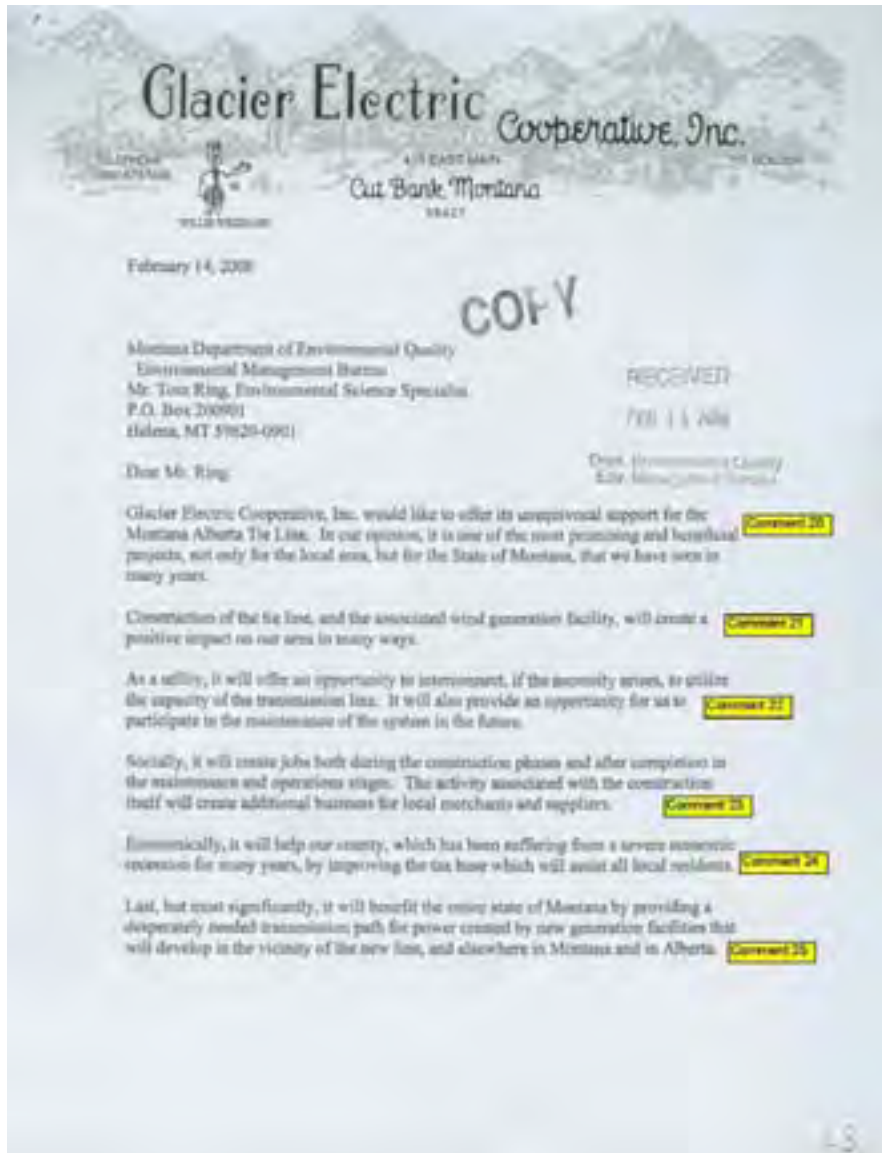 Glacier Electric Cooperative, Inc.
EAST MAIN
Cut Bank, Montana
WILLIE WIREHAND
February 14, 2008
COPY
Montana Department of Environmental Quality
Environmental Management Bureau
Mr. Tom Ring, Environmental Science Specialist
P.O. Box 200901
Helena, MT 59620-0901
RECEIVED
Dear Mr. Ring
Glacier Electric Cooperative, Inc. would like to offer its unequivocal support for the
Comment 20
Montana Alberta Tie Line. In our opinion, it is one of the most promising and beneficial
projects, not only for the local area, but for the State of Montana, that we have seen in
many years.
Construction of the tie line, and the associated wind generation facility, will create a
Comment 21
positive impact on our area in many ways.
As a utility, it will offer an opportunity to interconnect, if the necessity arises, to utilize
the capacity of the transmission line. It will also provide an opportunity for us to
Comment 22
participate in the maintenance of the system in the future.
Socially, it will create jobs both during the construction phases and after completion in
the maintenance and operations stages. The activity associated with the construction
itself will create additional business for local merchants and suppliers.
Comment 23
Economically, it will help our county, which has been suffering from a severe economic
recession for many years, by improving the tax base which will assist all local residents.
Comment 24
Last, but most significantly, it will benefit the entire state of Montana by providing a
desperately needed transmission path for power created by new generation facilities that
will develop in the vicinity of the new line, and elsewhere in Montana and in Alberta.
Comment 25